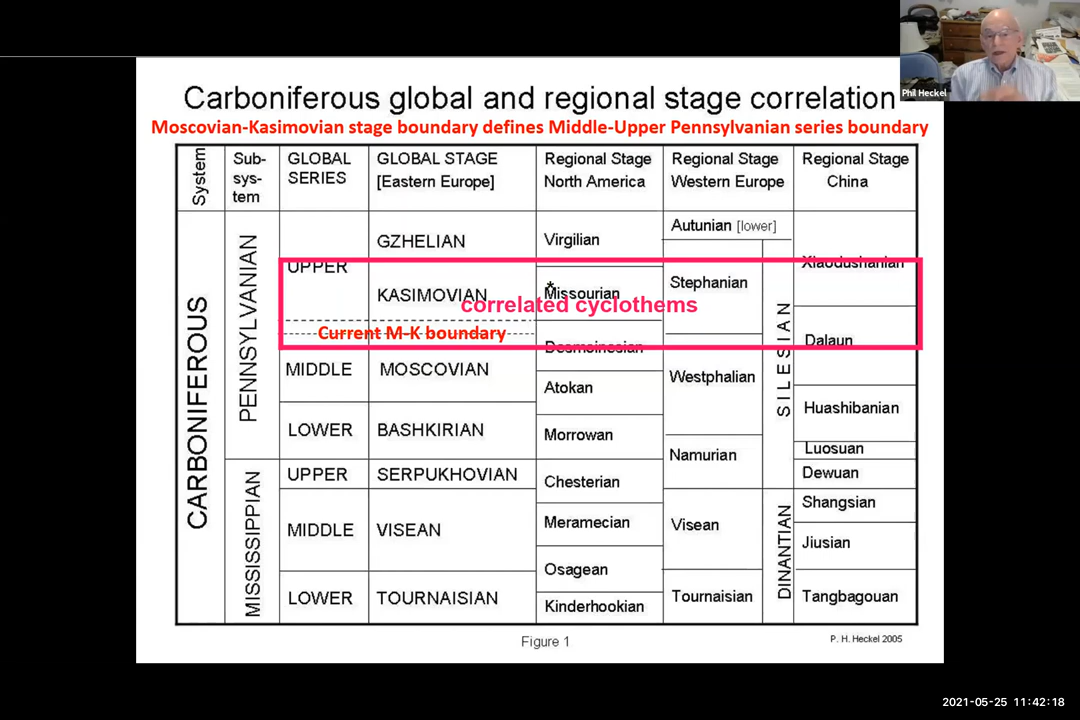 Phil Heckel
Carboniferous global and regional stage correlation
Moscovian-Kasimovian stage boundary defines Middle-Upper Pennsylvanian series boundary
System
Sub-
sys-
tem
GLOBAL
SERIES
GLOBAL STAGE
[Eastern Europe]
Regional Stage
North America
Regional Stage
Western Europe
Regional Stage
China
CARBONIFEROUS
PENNSYLVANIAN
MISSISSIPPIAN
UPPER
MIDDLE
LOWER
UPPER
MIDDLE
LOWER
GZHELIAN
KASIMOVIAN
MOSCOVIAN
BASHKIRIAN
SERPUKHOVIAN
VISEAN
TOURNAISIAN
correlated cyclothems
Current M-K boundary
Virgilian
*
Missourian
Desmoinesian
Atokan
Morrowan
Chesterian
Meramecian
Osagean
Kinderhookian
Autunian [lower]
Stephanian
Westphalian
Namurian
Visean
Tournaisian
SILESIAN
DINANTIAN
Xiaodushanian
Dalaun
Huashibanian
Luosuan
Dewuan
Shangsian
Jiusian
Tangbagouan
Figure 1
P. H. Heckel 2005
2021-05-25 11:42:18